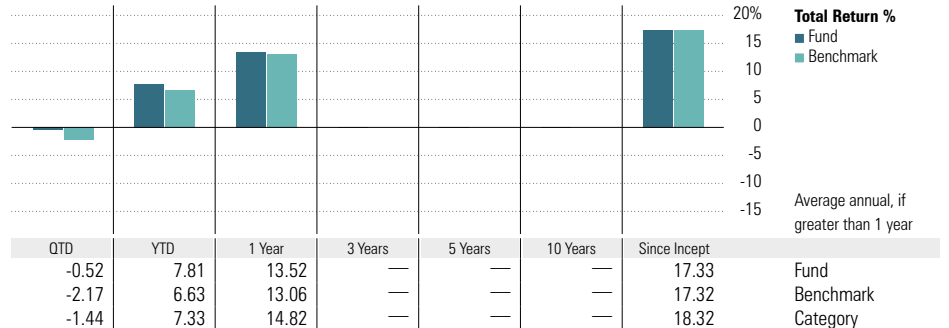 20%
15
10
5
0
-5
-10
-15
Total Return %
Fund
Benchmark
Average annual, if
greater than 1 year
QTD YTD 1 Year 3 Years 5 Years 10 Years Since Incept
-0.52 7.81 13.52 — — — 17.33 Fund
-2.17 6.63 13.06 — — — 17.32 Benchmark
-1.44 7.33 14.82 — — — 18.32 Category